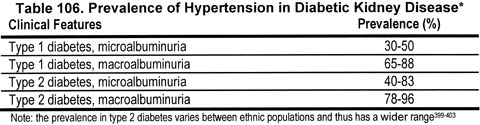 Table 106. Prevalence of Hypertension in Diabetic Kidney Disease*
Clinical Features Prevalence (%)
Type 1 diabetes, microalbuminuria 30-50
Type 1 diabetes, macroalbuminuria 65-88
Type 2 diabetes, microalbuminuria 40-83
Type 2 diabetes, macroalbuminuria 78-96
Note: the prevalence in type 2 diabetes varies between ethnic populations and thus has a wider range399-403